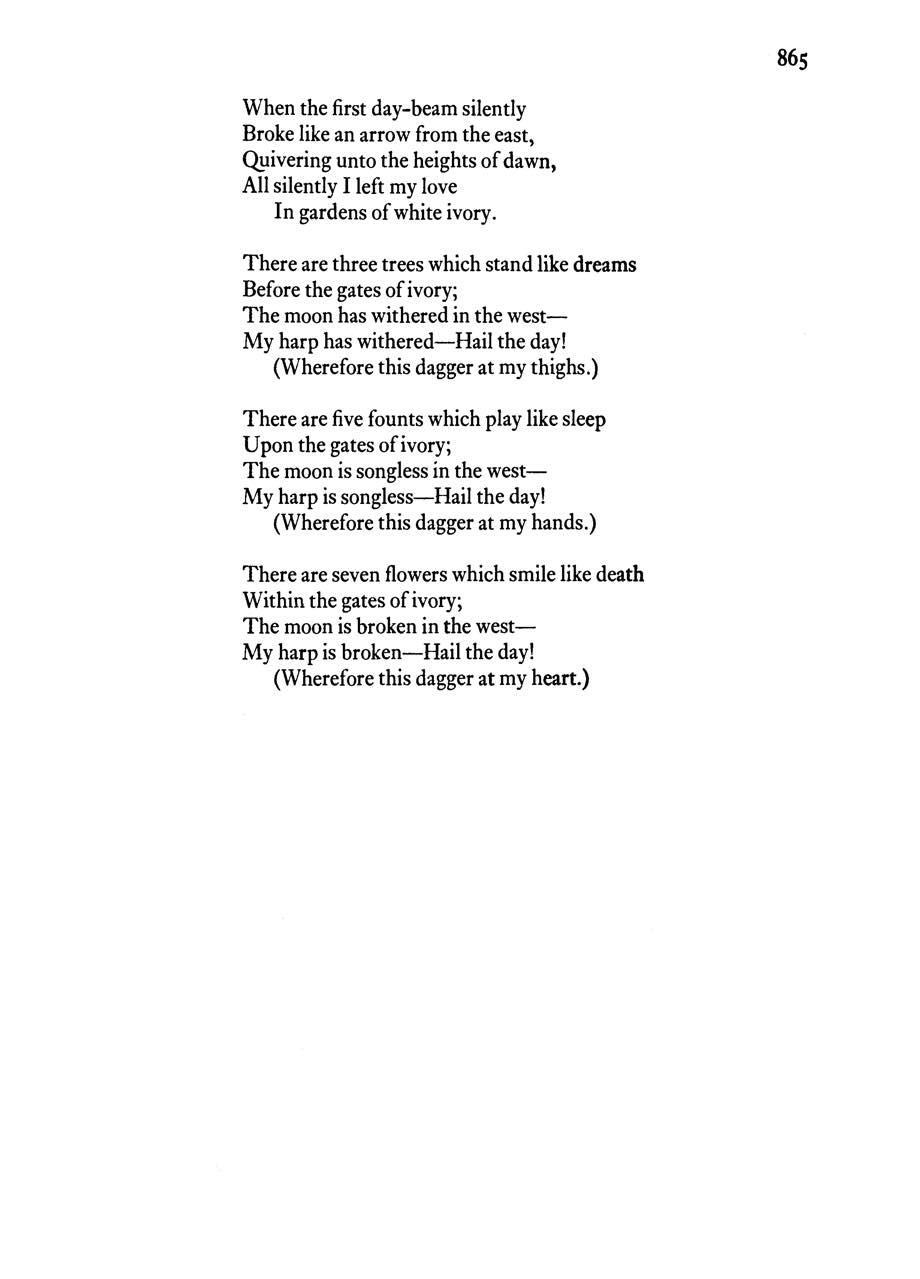 865
When the first day-beam silently
Broke like an arrow from the east,
Quivering unto the heights of dawn,
All silently I left my love
In gardens of white ivory.
There are three trees which stand like dreams
Before the gates of ivory;
The moon has withered in the west—
My harp has withered—Hail the day!
(Wherefore this dagger at my thighs.)
There are five founts which play like sleep
Upon the gates of ivory;
The moon is songless in the west—
My harp is songless—Hail the day!
(Wherefore this dagger at my hands.)
There are seven flowers which smile like death
Within the gates of ivory;
The moon is broken in the west—
My harp is broken—Hail the day!
(Wherefore this dagger at my heart.)